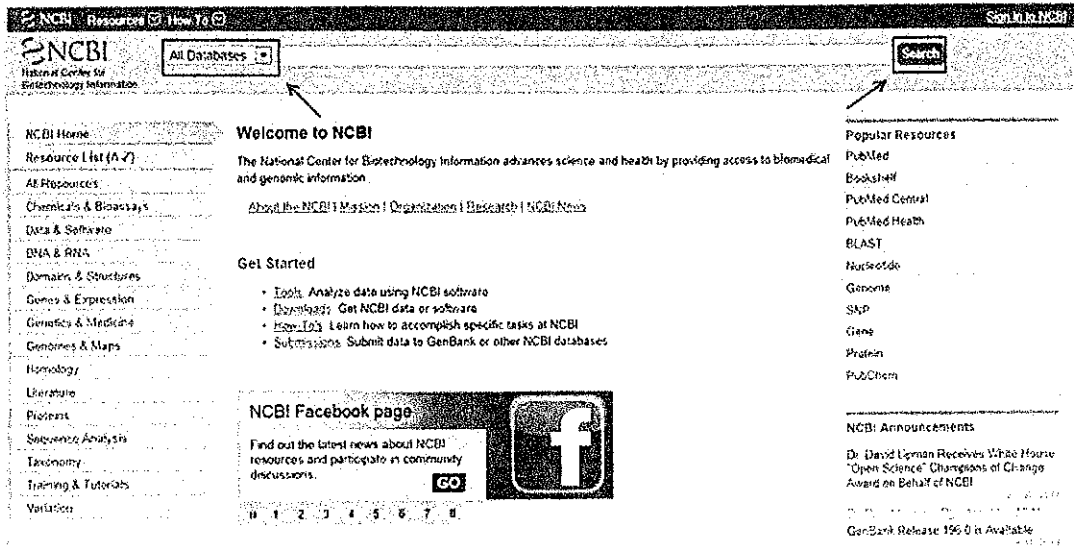 NCBI Resources How To Sign in to NCBI
NCBI
National Center for
Biotechnology Information
All Databases
Search
NCBI Home
Resource List (A-Z)
All Resources
Chemicals & Bioassays
Data & Software
DNA & RNA
Domains & Structures
Genes & Expression
Genetics & Medicine
Genomes & Maps
Homology
Literature
Proteins
Sequence Analysis
Taxonomy
Training & Tutorials
Variation
Welcome to NCBI
The National Center for Biotechnology Information advances science and health by providing access to biomedical
and genomic information.
About the NCBI | Mission | Organization | Research | NCBI News
Get Started
• Tools: Analyze data using NCBI software
• Downloads: Get NCBI data or software
• How-To's: Learn how to accomplish specific tasks at NCBI
• Submissions: Submit data to GenBank or other NCBI databases
NCBI Facebook page
Find out the latest news about NCBI
resources and participate in community
discussions.
GO
1 2 3 4 5 6 7 8
Popular Resources
PubMed
Bookshelf
PubMed Central
PubMed Health
BLAST
Nucleotide
Genome
SNP
Gene
Protein
PubChem
NCBI Announcements
Dr. David Lipman Receives White House
"Open Science" Champions of Change
Award on Behalf of NCBI
GenBank Release 196.0 is Available